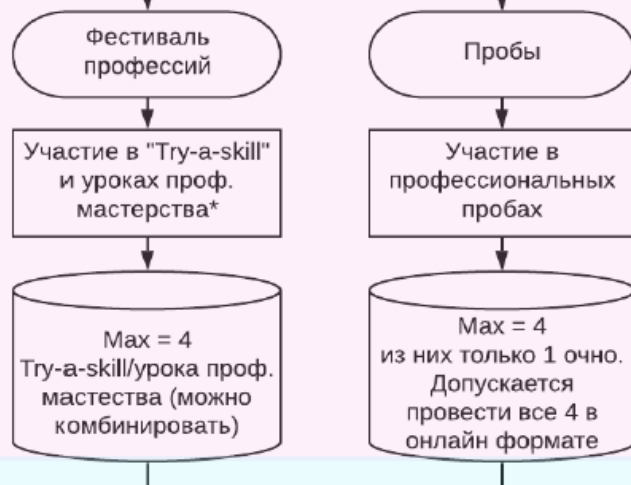 Фестиваль
профессий
Участие в "Try-a-skill"
и уроках проф.
мастерства*
Max = 4
Try-a-skill/урока проф.
мастества (можно
комбинировать)
Пробы
Участие в
профессиональных
пробах
Max = 4
из них только 1 очно.
Допускается
провести все 4 в
онлайн формате